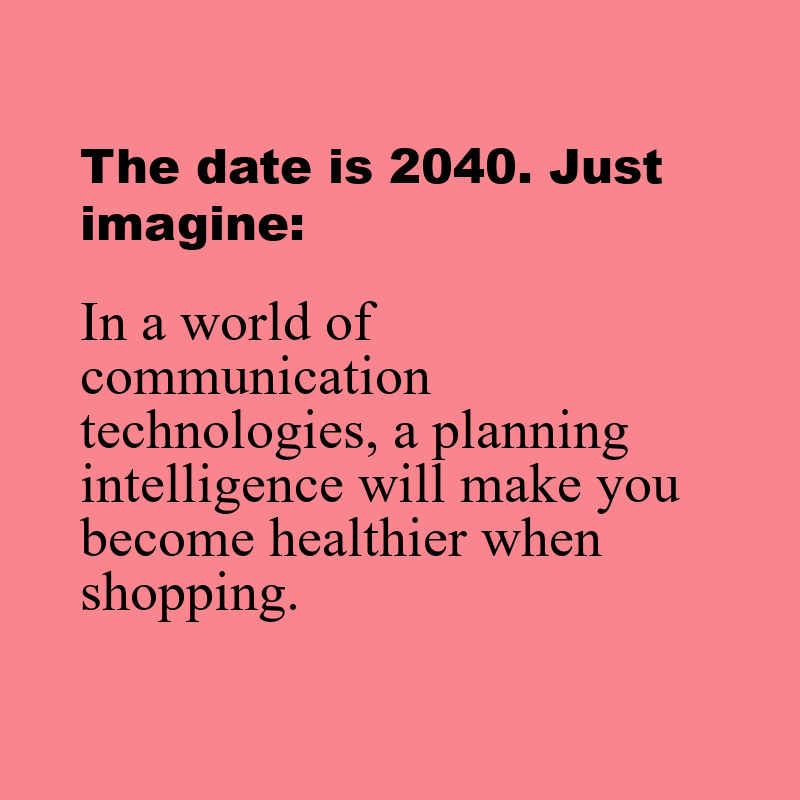 The date is 2040. Just
imagine:
In a world of
communication
technologies, a planning
intelligence will make you
become healthier when
shopping.